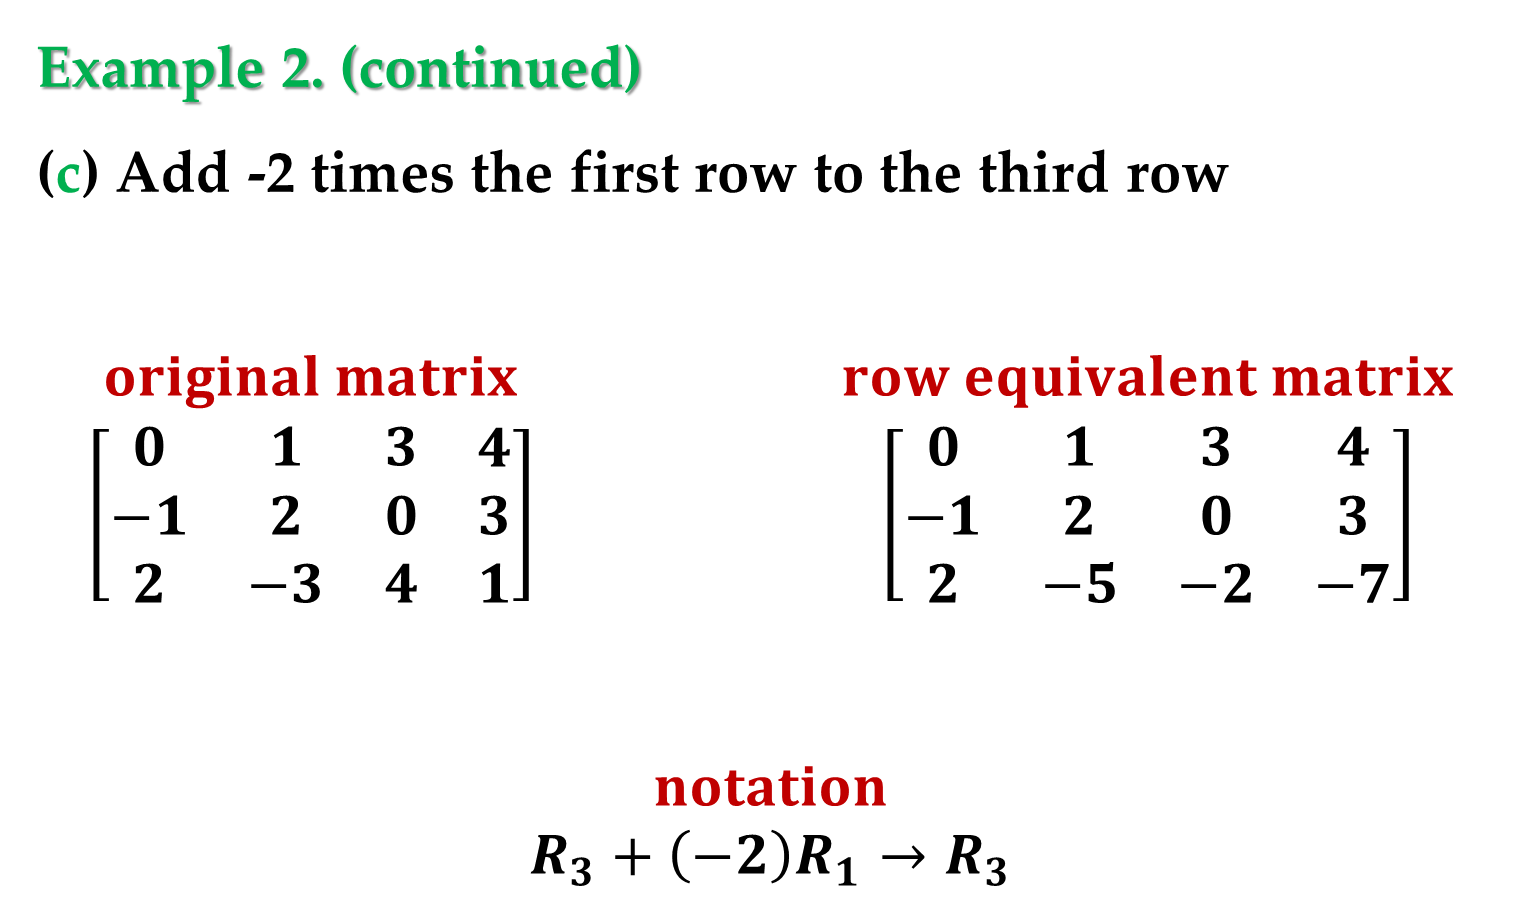 Example 2. (continued)
(c) Add -2 times the first row to the third row
original matrix row equivalent matrix
[0 1 3 4] [0 1 3 4]
[−1 2 0 3] [−1 2 0 3]
[2 −3 4 1] [2 −5 −2 −7]
notation
R₃ + (−2)R₁ → R₃